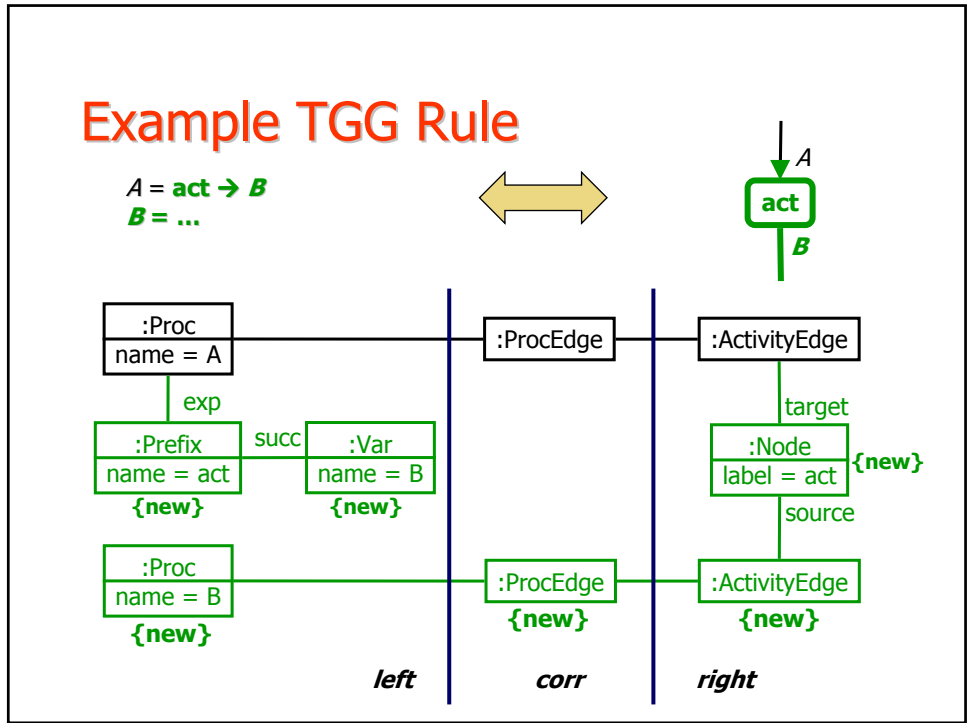 Example TGG Rule
A = act → B
B = ...
A
act
B
:Proc
name = A
:ProcEdge
:ActivityEdge
exp
target
:Prefix
name = act
{new}
succ
:Var
name = B
{new}
:Node
label = act
{new}
source
:Proc
name = B
{new}
:ProcEdge
{new}
:ActivityEdge
{new}
left
corr
right